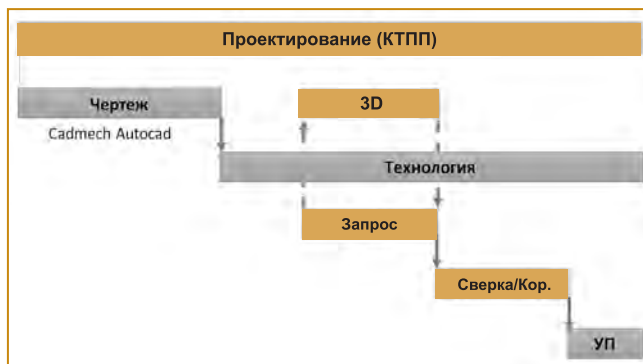 Проектирование (КТПП)
Чертеж
3D
Cadmech Autocad
Технология
Запрос
Сверка/Кор.
УП